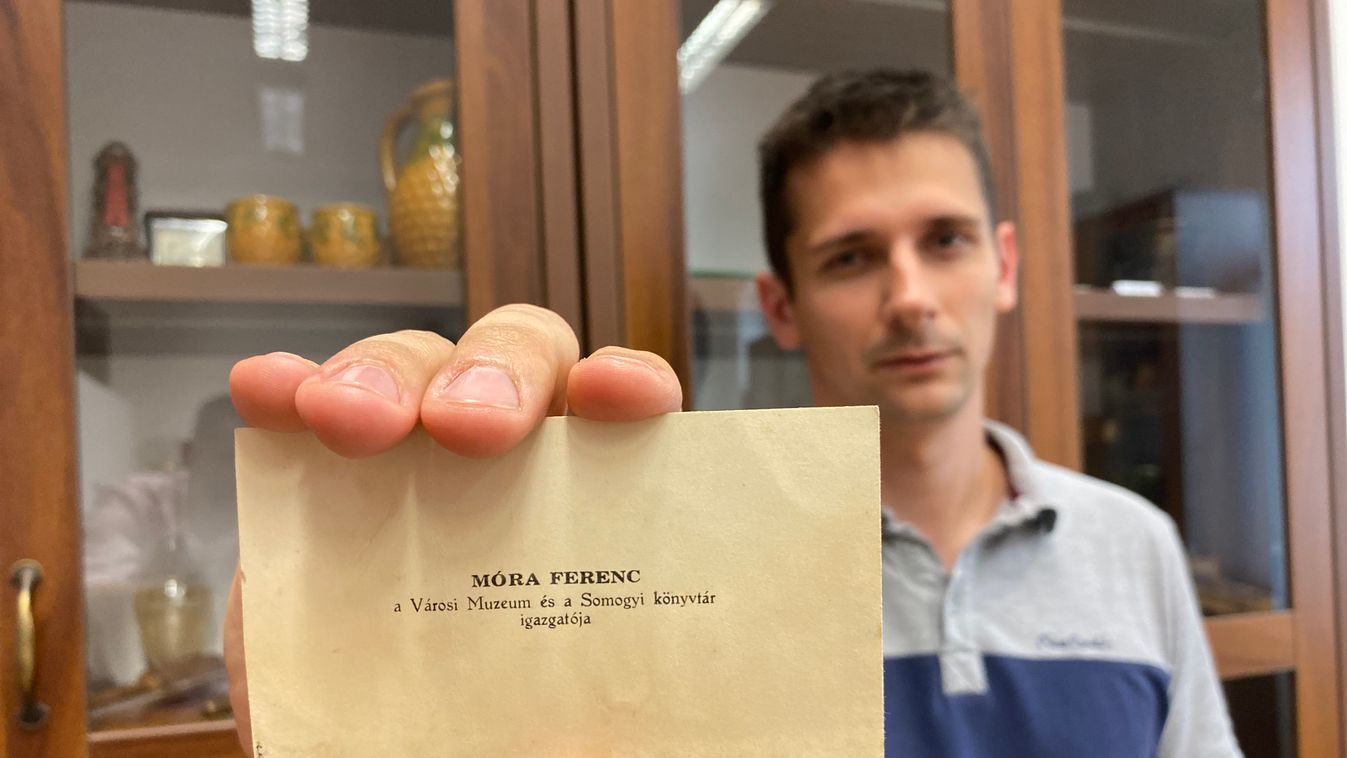 MÓRA FERENC
a Városi Muzeum és a Somogyi könyvtár
igazgatója